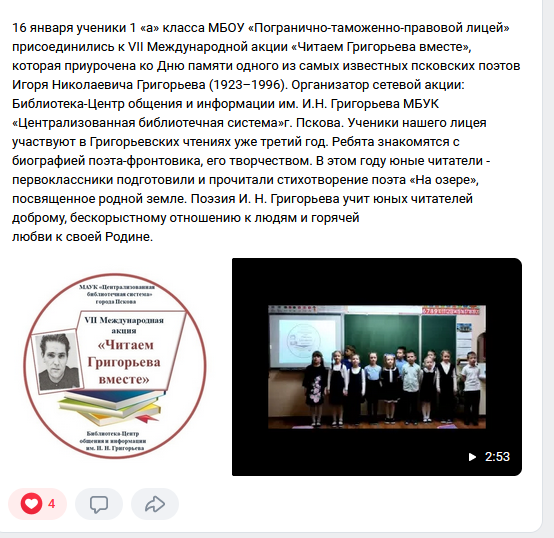 16 января ученики 1 «а» класса МБОУ «Погранично-таможенно-правовой лицей»
присоединились к VII Международной акции «Читаем Григорьева вместе»,
которая приурочена ко Дню памяти одного из самых известных псковских поэтов
Игоря Николаевича Григорьева (1923–1996). Организатор сетевой акции:
Библиотека-Центр общения и информации им. И.Н. Григорьева МБУК
«Централизованная библиотечная система»г. Пскова. Ученики нашего лицея
участвуют в Григорьевских чтениях уже третий год. Ребята знакомятся с
биографией поэта-фронтовика, его творчеством. В этом году юные читатели -
первоклассники подготовили и прочитали стихотворение поэта «На озере»,
посвященное родной земле. Поэзия И. Н. Григорьева учит юных читателей
доброму, бескорыстному отношению к людям и горячей
любви к своей Родине.
МАУК «Централизованная
библиотечная система»
города Пскова
VII Международная
акция
«Читаем
Григорьева
вместе»
Библиотека-Центр
общения и информации
им. И. Н. Григорьева
2:53
4